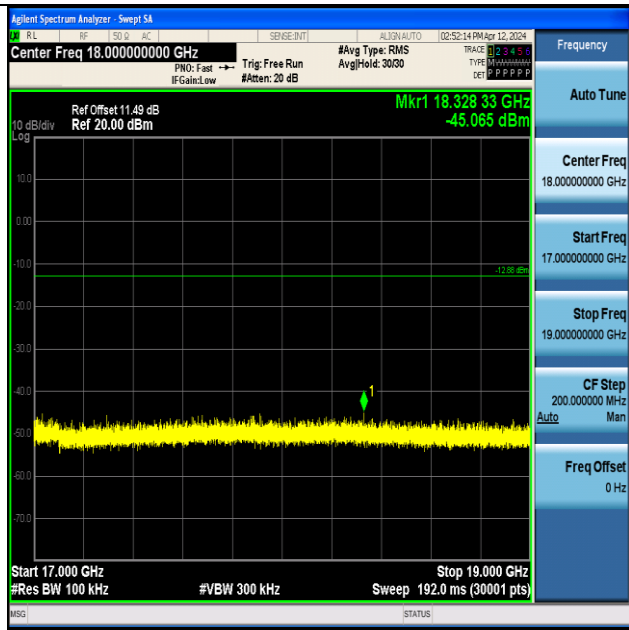 Agilent Spectrum Analyzer - Swept SA
RL RF 50 Ω AC SENSE:INT ALIGN AUTO 02:52:14 PM Apr 12, 2024
Center Freq 18.000000000 GHz
PNO: Fast
IFGain:Low
Trig: Free Run
#Atten: 20 dB
#Avg Type: RMS
Avg|Hold: 30/30
TRACE 1 2 3 4 5 6
TYPE M
DET P P P P P P
Mkr1 18.328 33 GHz
-45.065 dBm
Ref Offset 11.49 dB
Ref 20.00 dBm
10 dB/div
Log
10.0
0.00
-10.0
-20.0
-30.0
-40.0
-50.0
-60.0
-70.0
-12.88 dBm
1
Start 17.000 GHz
Stop 19.000 GHz
#Res BW 100 kHz
#VBW 300 kHz
Sweep 192.0 ms (30001 pts)
MSG
STATUS
Frequency
Auto Tune
Center Freq
18.000000000 GHz
Start Freq
17.000000000 GHz
Stop Freq
19.000000000 GHz
CF Step
200.000000 MHz
Auto Man
Freq Offset
0 Hz